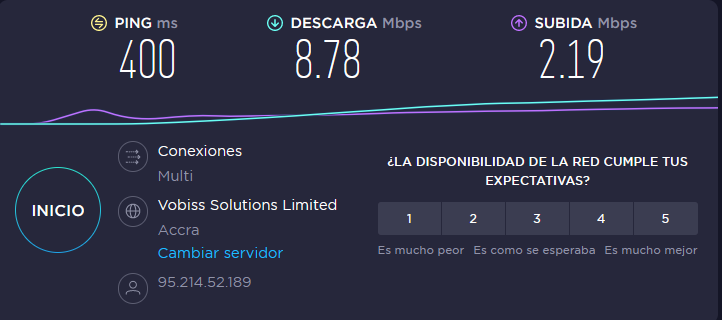 PING ms
DESCARGA Mbps
SUBIDA Mbps
400
8.78
2.19
INICIO
Conexiones
Multi
Vobiss Solutions Limited
Accra
Cambiar servidor
95.214.52.189
¿LA DISPONIBILIDAD DE LA RED CUMPLE TUS
EXPECTATIVAS?
1 2 3 4 5
Es mucho peor Es como se esperaba Es mucho mejor